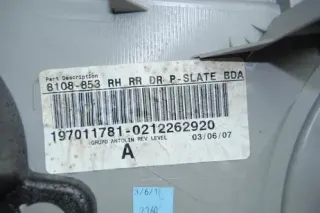 Part Description
8108-853 RH RR DR P-SLATE BDA
197011781-0212262920
GRUPO ANTOLIN REV LEVEL
03/06/07
A